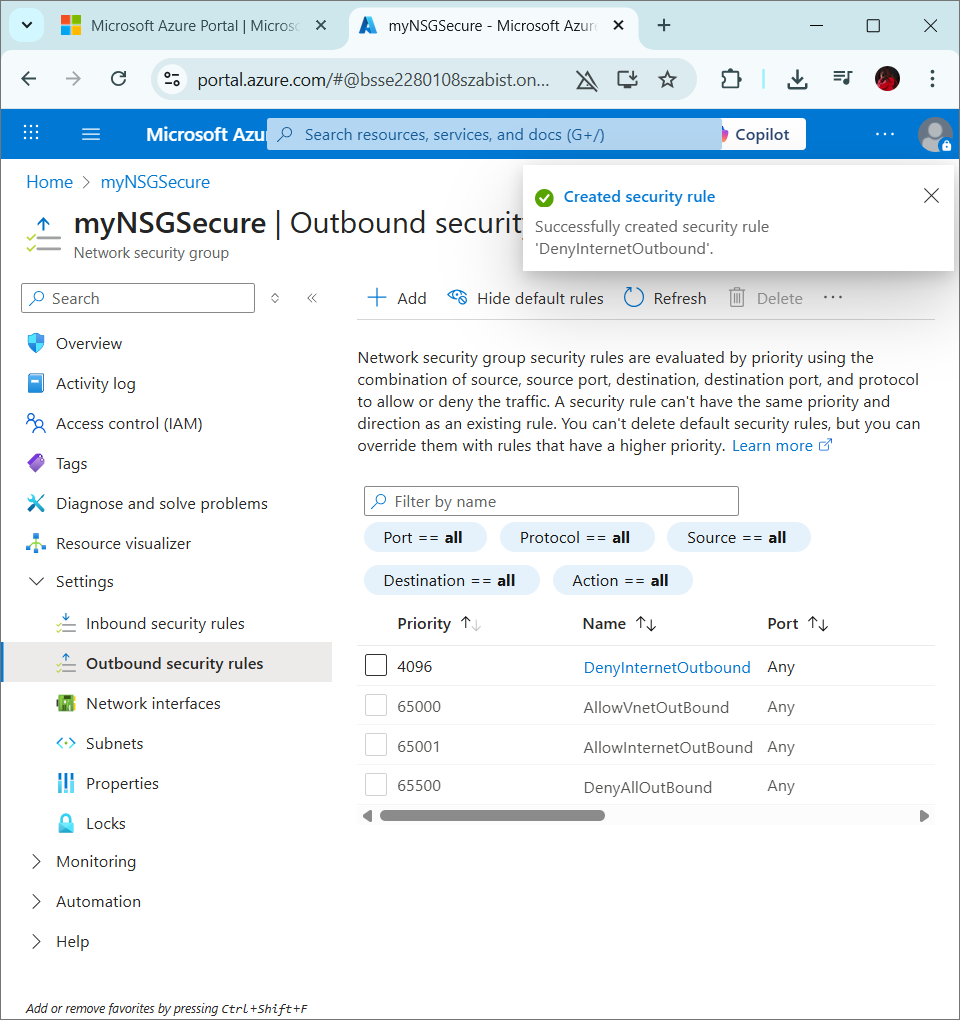 Microsoft Azure Portal | Micros
myNSGSecure - Microsoft Azur
portal.azure.com/#@bsse2280108szabist.on...
Microsoft Azu
Search resources, services, and docs (G+/)
Copilot
Home > myNSGSecure
Created security rule
Successfully created security rule
'DenyInternetOutbound'.
myNSGSecure | Outbound securit
Network security group
Search
Add
Hide default rules
Refresh
Delete
Overview
Activity log
Access control (IAM)
Tags
Diagnose and solve problems
Resource visualizer
Settings
Inbound security rules
Outbound security rules
Network interfaces
Subnets
Properties
Locks
Monitoring
Automation
Help
Add or remove favorites by pressing Ctrl+Shift+F
Network security group security rules are evaluated by priority using the
combination of source, source port, destination, destination port, and protocol
to allow or deny the traffic. A security rule can't have the same priority and
direction as an existing rule. You can't delete default security rules, but you can
override them with rules that have a higher priority. Learn more
Filter by name
Port == all Protocol == all Source == all
Destination == all Action == all
Priority Name Port
4096 DenyInternetOutbound Any
65000 AllowVnetOutBound Any
65001 AllowInternetOutBound Any
65500 DenyAllOutBound Any